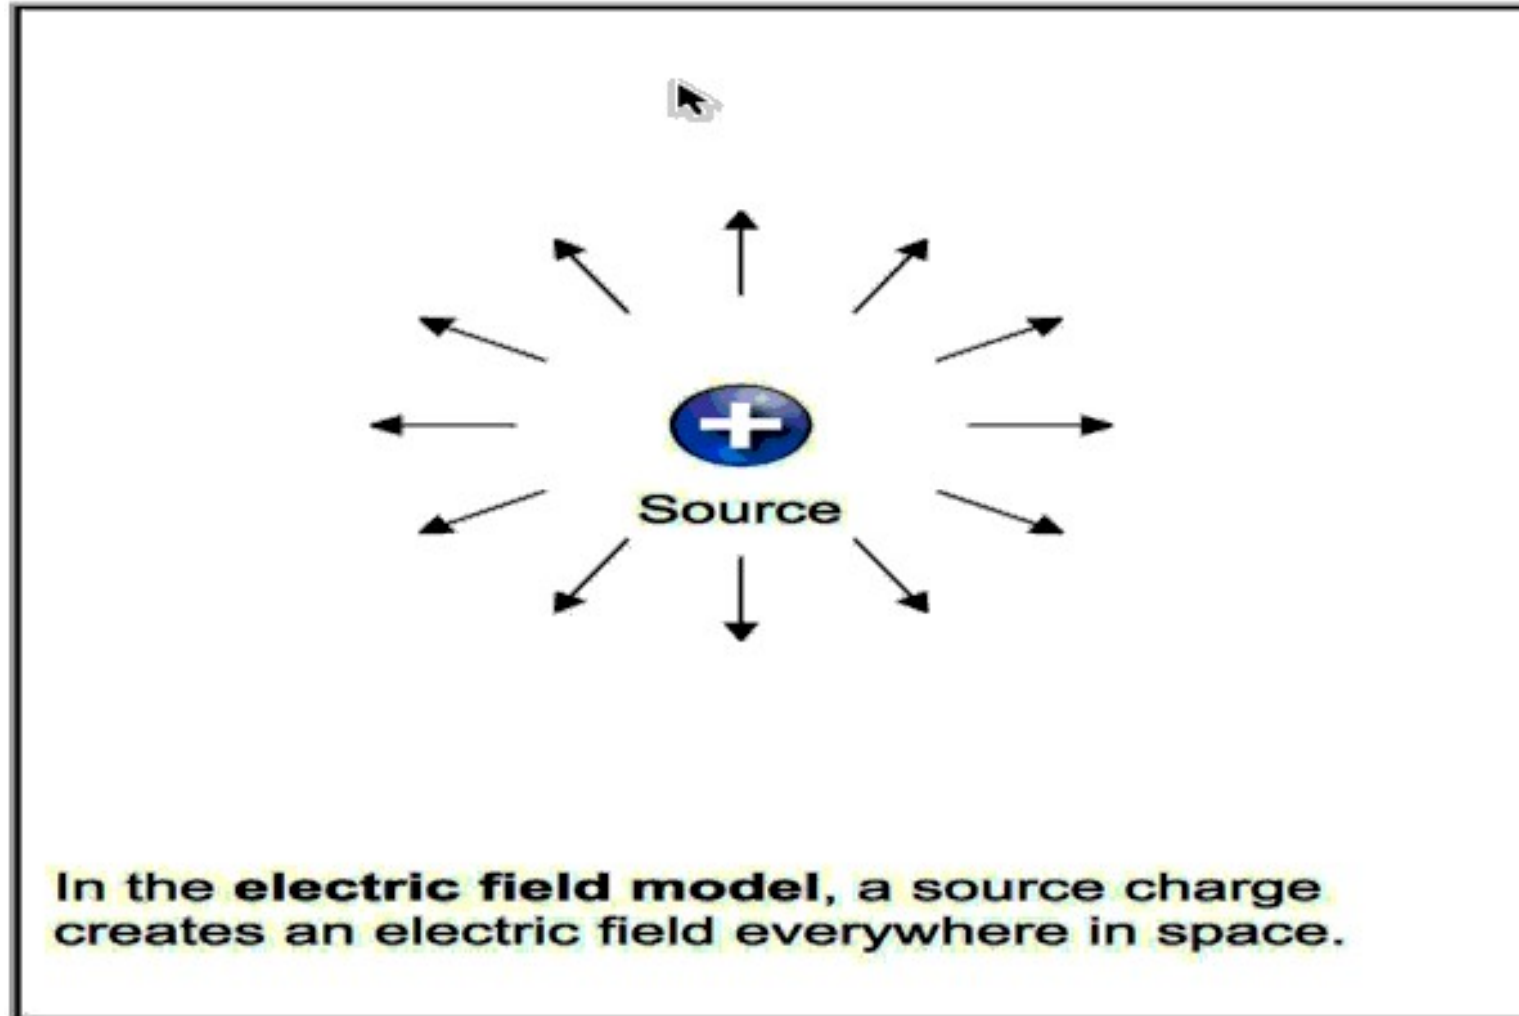 Source
In the electric field model, a source charge
creates an electric field everywhere in space.